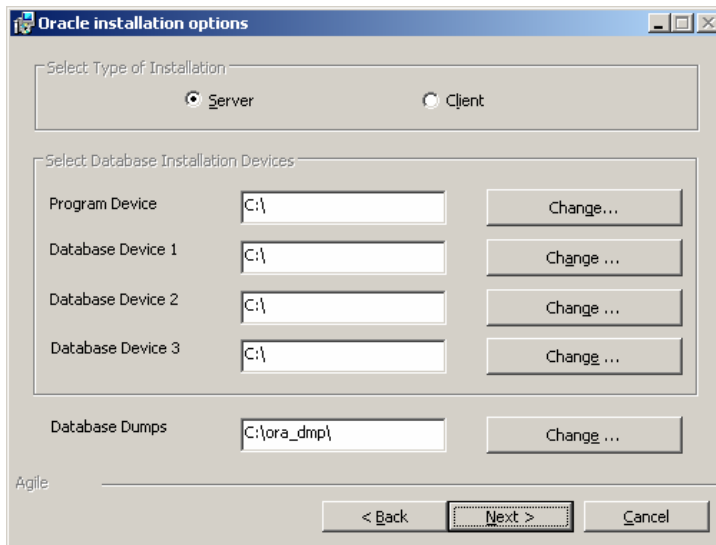 Oracle installation options
Select Type of Installation
Server Client
Select Database Installation Devices
Program Device C:\ Change...
Database Device 1 C:\ Change ...
Database Device 2 C:\ Change ...
Database Device 3 C:\ Change ...
Database Dumps C:\ora_dmp\ Change ...
Agile
< Back Next > Cancel